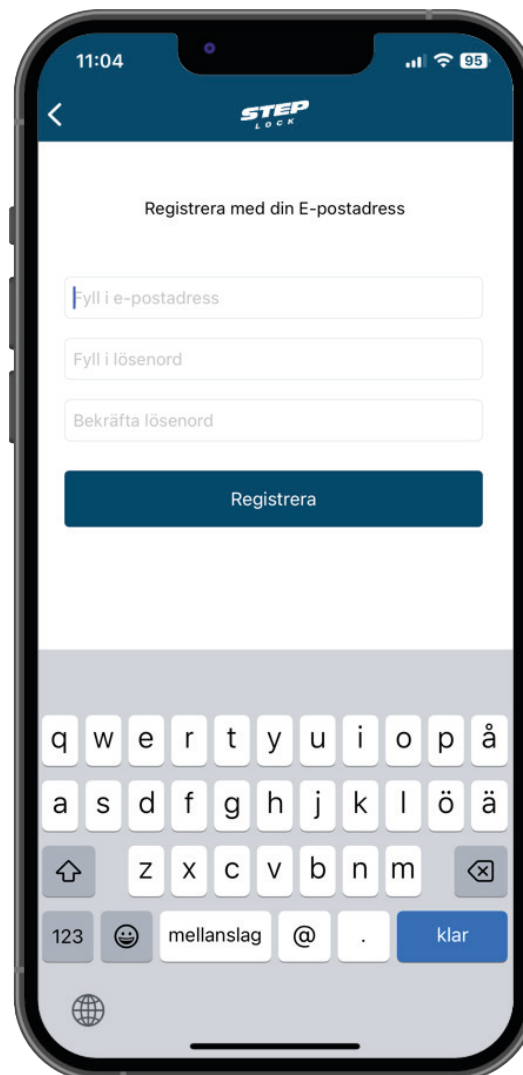 11:04
95
STEP
LOCK
Registrera med din E-postadress
Fyll i e-postadress
Fyll i lösenord
Bekräfta lösenord
Registrera
q w e r t y u i o p å
a s d f g h j k l ö ä
z x c v b n m
123 mellanslag @ . klar